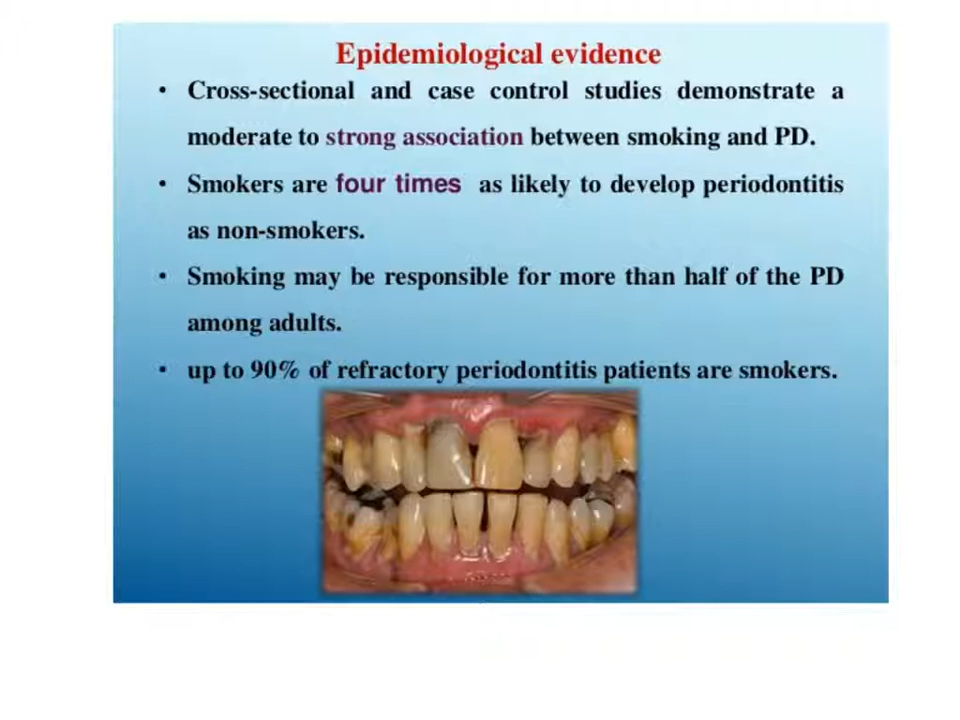 Epidemiological evidence
• Cross-sectional and case control studies demonstrate a
moderate to strong association between smoking and PD.
• Smokers are four times as likely to develop periodontitis
as non-smokers.
• Smoking may be responsible for more than half of the PD
among adults.
• up to 90% of refractory periodontitis patients are smokers.